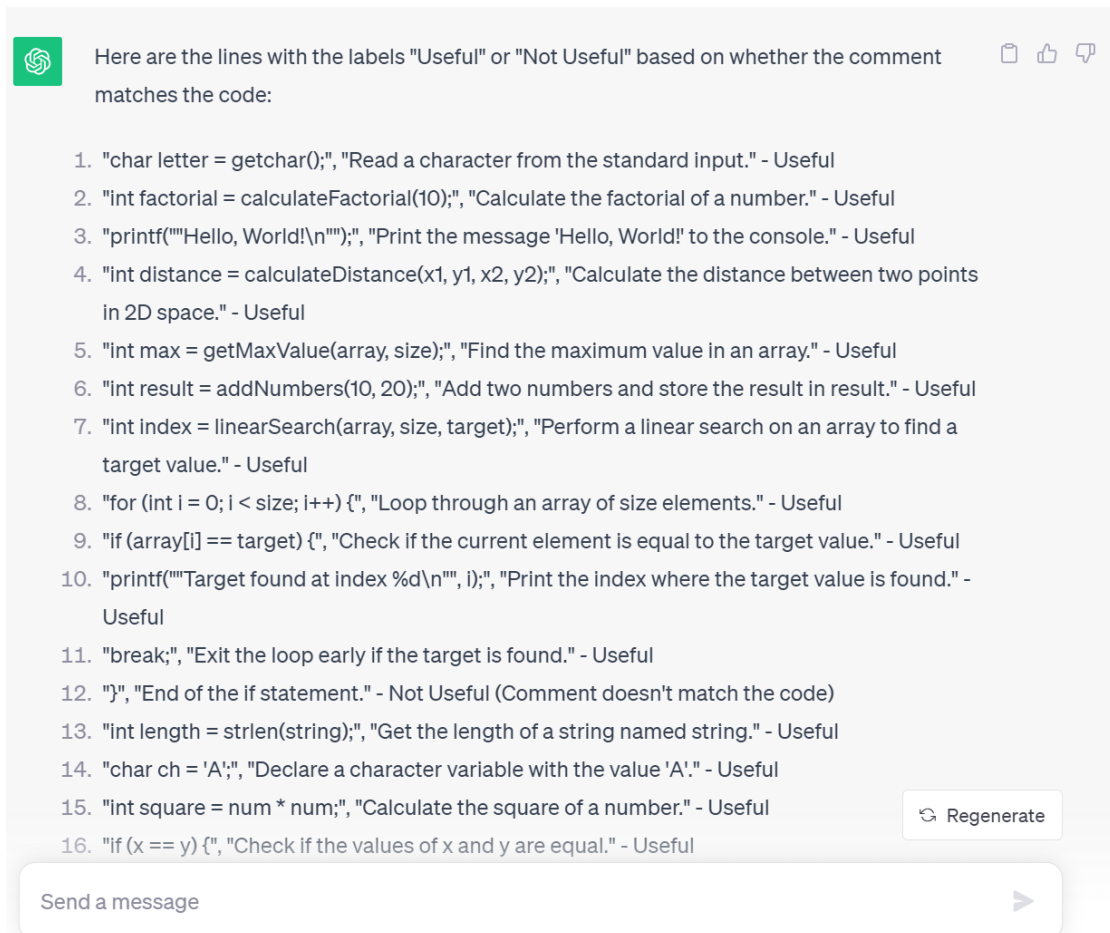 Here are the lines with the labels "Useful" or "Not Useful" based on whether the comment
matches the code:
1. "char letter = getchar();", "Read a character from the standard input." - Useful
2. "int factorial = calculateFactorial(10);", "Calculate the factorial of a number." - Useful
3. "printf(""Hello, World!\n"");", "Print the message 'Hello, World!' to the console." - Useful
4. "int distance = calculateDistance(x1, y1, x2, y2);", "Calculate the distance between two points
in 2D space." - Useful
5. "int max = getMaxValue(array, size);", "Find the maximum value in an array." - Useful
6. "int result = addNumbers(10, 20);", "Add two numbers and store the result in result." - Useful
7. "int index = linearSearch(array, size, target);", "Perform a linear search on an array to find a
target value." - Useful
8. "for (int i = 0; i < size; i++) {", "Loop through an array of size elements." - Useful
9. "if (array[i] == target) {", "Check if the current element is equal to the target value." - Useful
10. "printf(""Target found at index %d\n"", i);", "Print the index where the target value is found." -
Useful
11. "break;", "Exit the loop early if the target is found." - Useful
12. "}", "End of the if statement." - Not Useful (Comment doesn't match the code)
13. "int length = strlen(string);", "Get the length of a string named string." - Useful
14. "char ch = 'A';", "Declare a character variable with the value 'A'." - Useful
15. "int square = num * num;", "Calculate the square of a number." - Useful
Regenerate
16. "if (x == y) {", "Check if the values of x and y are equal." - Useful
Send a message